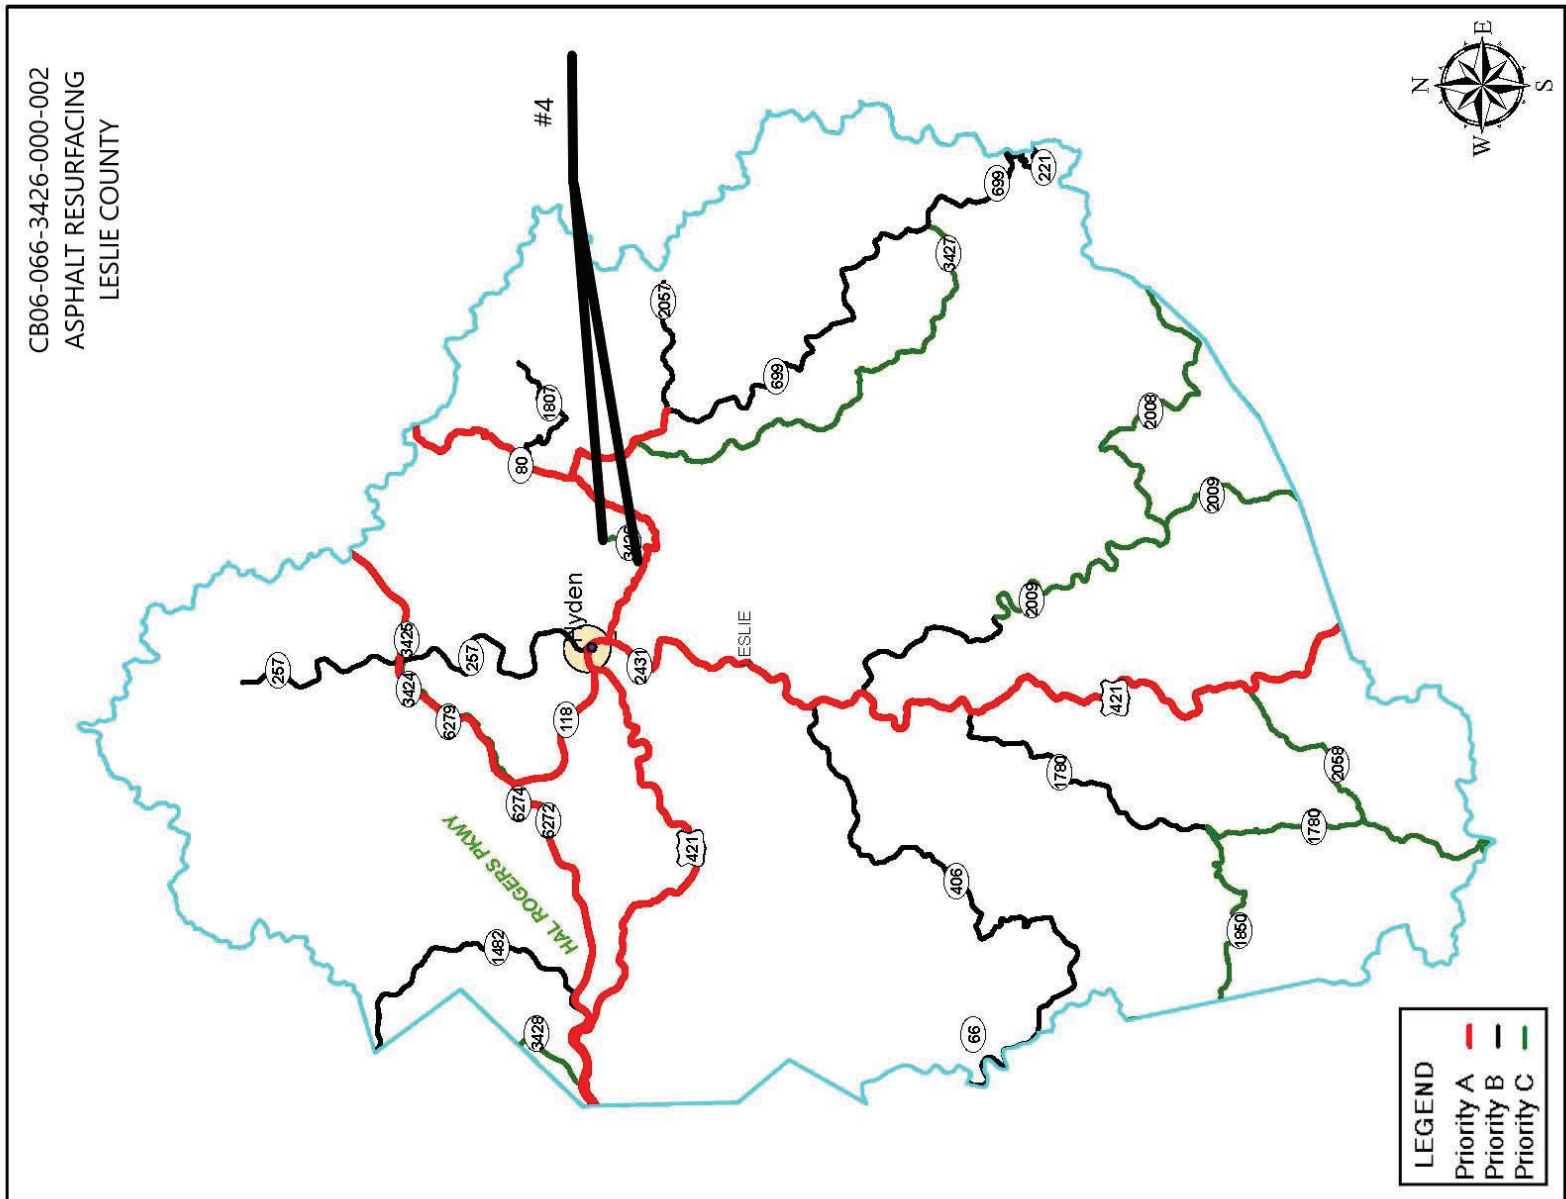 CB06-066-3426-000-002
ASPHALT RESURFACING
LESLIE COUNTY
#4
N
E
S
W
257
3425
257
3424
6279
118
6274
6272
HAL ROGERS PKWY
1482
3428
421
80
1807
2057
699
3427
699
221
Hyden
2431
LESLIE
2008
2009
2009
421
1780
2058
1780
1850
406
66
LEGEND
Priority A
Priority B
Priority C